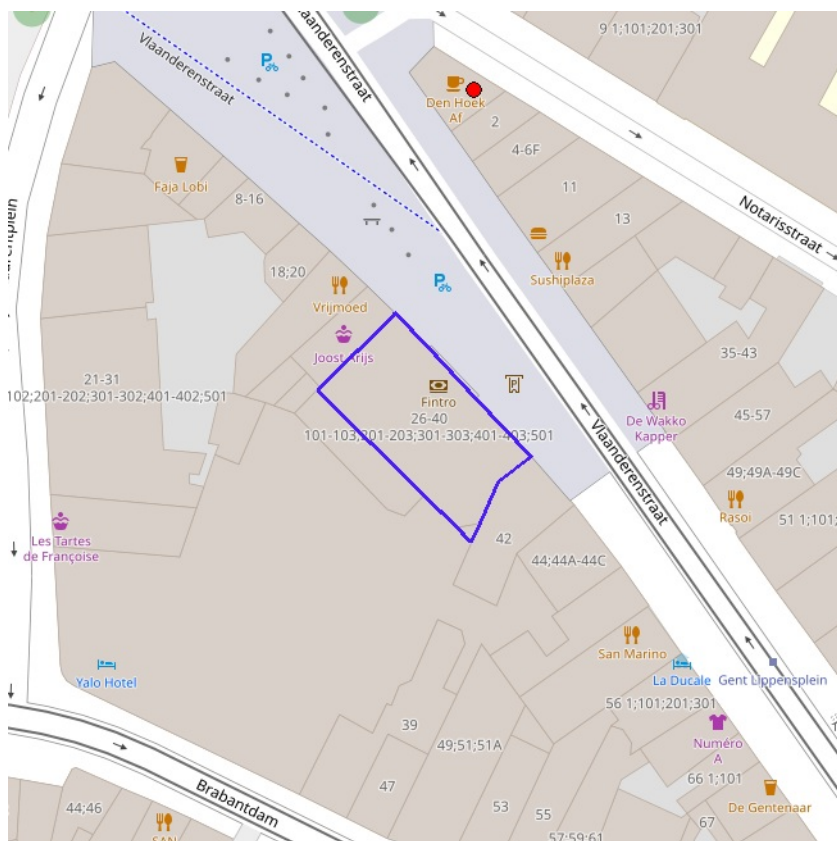 Vlaanderenstraat
Vlaanderenstraat
9 1;101;201;301
Den Hoek
Af
2
4-6F
11
13
Notarisstraat
Faja Lobi
8-16
Sushiplaza
18;20
Vrijmoed
Joost Arijs
35-43
21-31
102;201-202;301-302;401-402;501
Fintro
26-40
101-103;201-203;301-303;401-403;501
P
De Wakko
Kapper
45-57
Vlaanderenstraat
49;49A-49C
Rasoi
51 1;101;
Les Tartes
de Françoise
42
44;44A-44C
San Marino
Yalo Hotel
La Ducale
Gent Lippensplein
56 1;101;201;301
39
Numéro
A
49;51;51A
66 1;101
47
Brabantdam
De Gentenaar
44;46
53
55
67
57;59;61
SAN